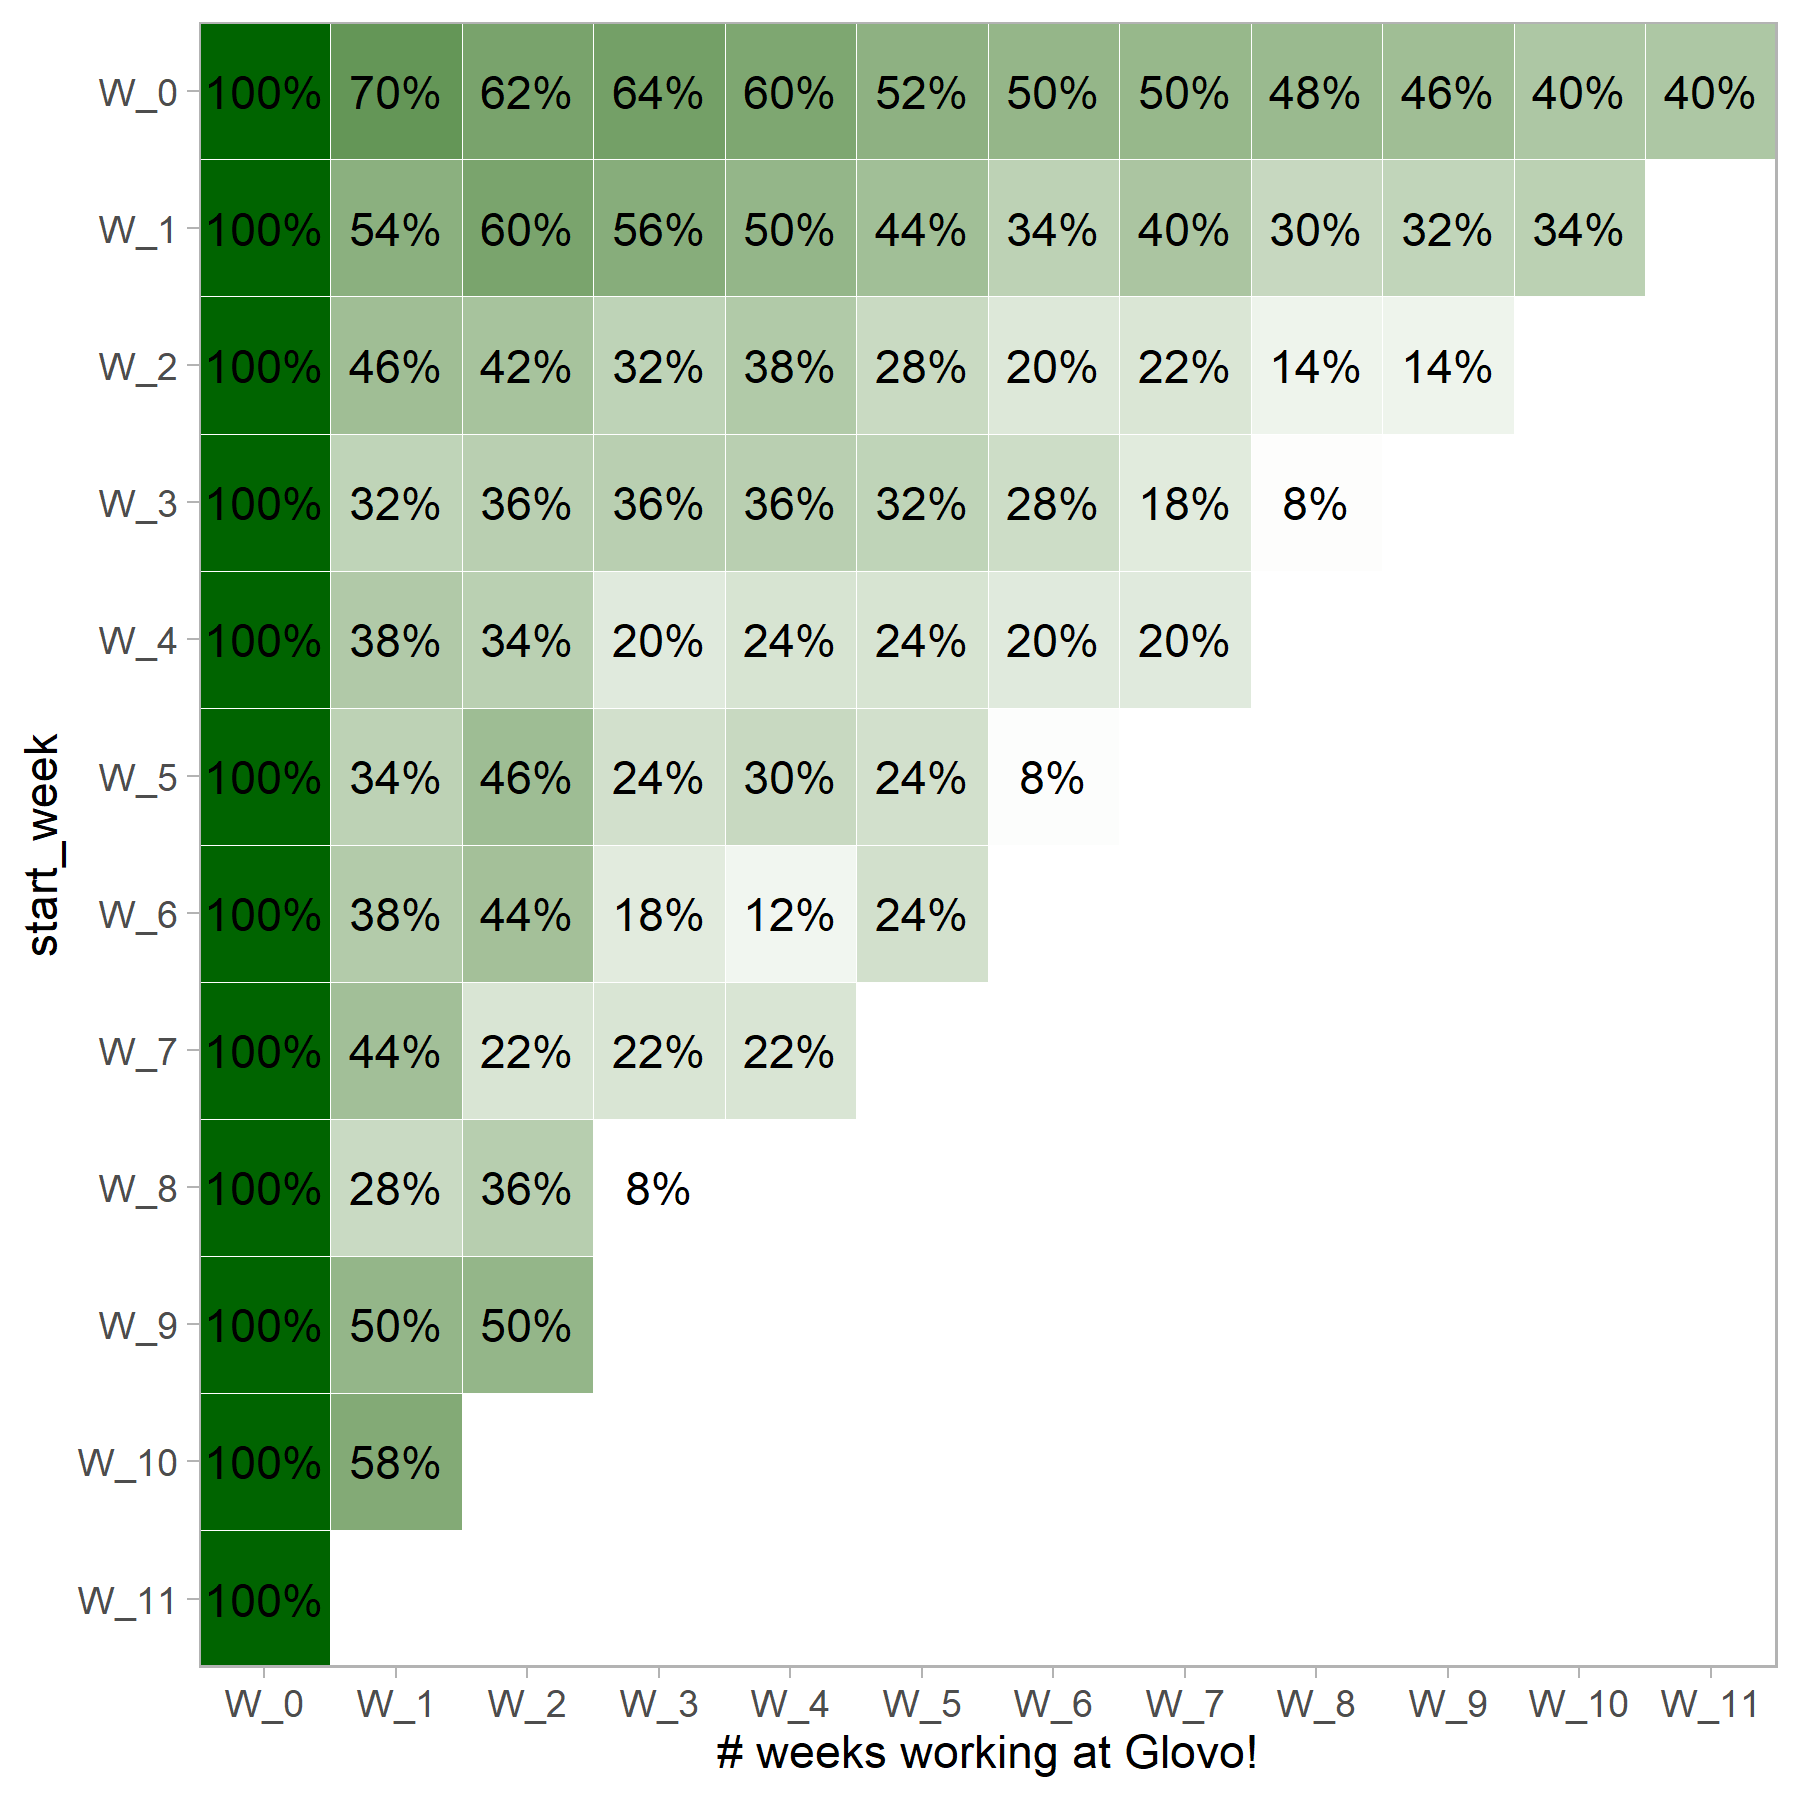 W_0 100% 70% 62% 64% 60% 52% 50% 50% 48% 46% 40% 40%
W_1 100% 54% 60% 56% 50% 44% 34% 40% 30% 32% 34%
W_2 100% 46% 42% 32% 38% 28% 20% 22% 14% 14%
W_3 100% 32% 36% 36% 36% 32% 28% 18% 8%
W_4 100% 38% 34% 20% 24% 24% 20% 20%
W_5 100% 34% 46% 24% 30% 24% 8%
W_6 100% 38% 44% 18% 12% 24%
W_7 100% 44% 22% 22% 22%
W_8 100% 28% 36% 8%
W_9 100% 50% 50%
W_10 100% 58%
W_11 100%
start_week
W_0 W_1 W_2 W_3 W_4 W_5 W_6 W_7 W_8 W_9 W_10 W_11
# weeks working at Glovo!